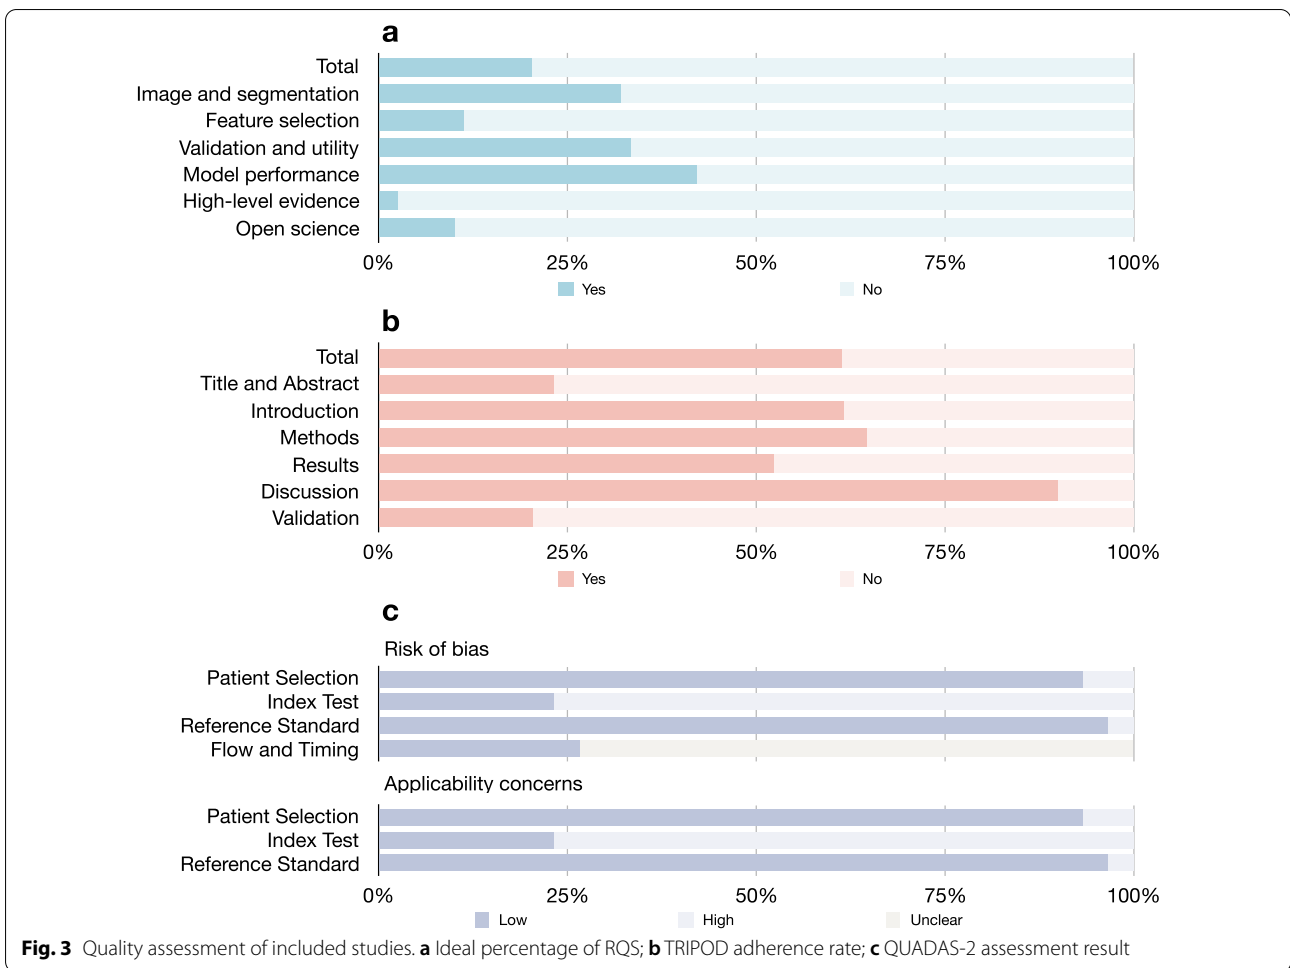 a
Total
Image and segmentation
Feature selection
Validation and utility
Model performance
High-level evidence
Open science
0% 25% 50% 75% 100%
Yes No
b
Total
Title and Abstract
Introduction
Methods
Results
Discussion
Validation
0% 25% 50% 75% 100%
Yes No
c
Risk of bias
Patient Selection
Index Test
Reference Standard
Flow and Timing
Applicability concerns
Patient Selection
Index Test
Reference Standard
0% 25% 50% 75% 100%
Low High Unclear
Fig. 3 Quality assessment of included studies. a Ideal percentage of RQS; b TRIPOD adherence rate; c QUADAS-2 assessment result